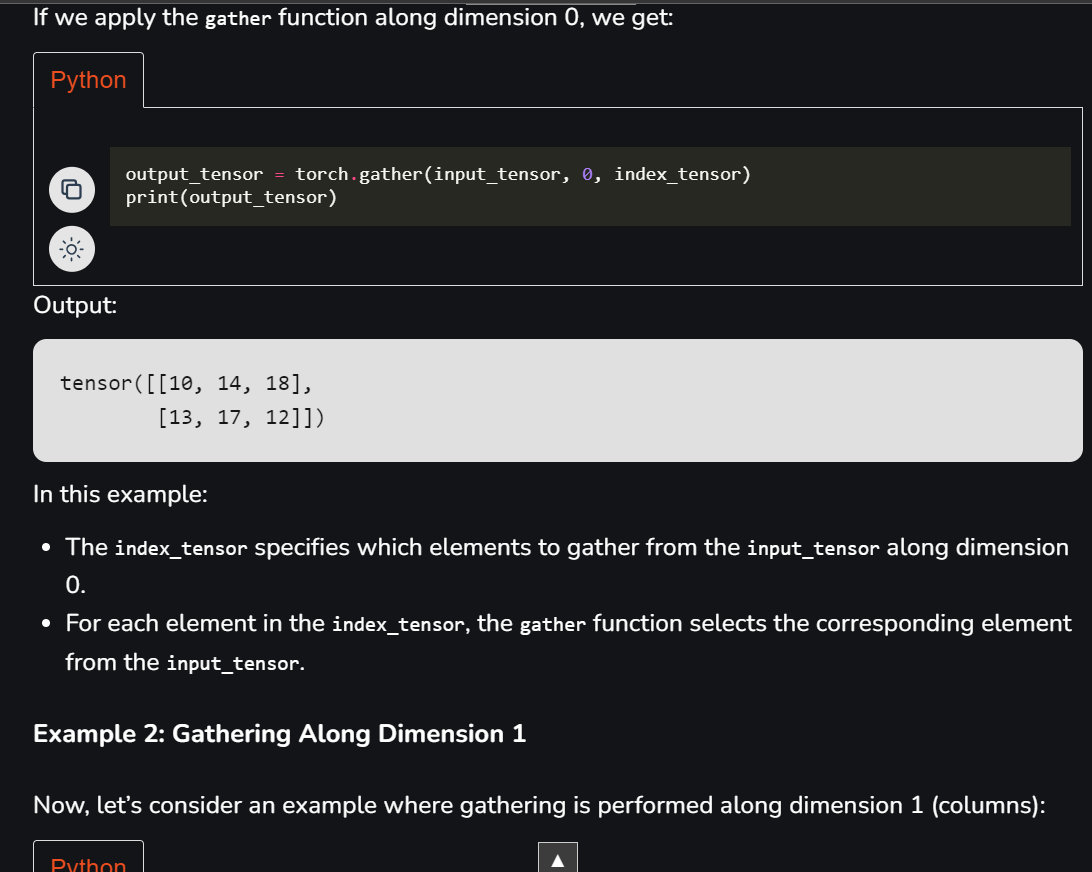 If we apply the gather function along dimension 0, we get:
Python
output_tensor = torch.gather(input_tensor, 0, index_tensor)
print(output_tensor)
Output:
tensor([[10, 14, 18],
        [13, 17, 12]])
In this example:
• The index_tensor specifies which elements to gather from the input_tensor along dimension
0.
• For each element in the index_tensor, the gather function selects the corresponding element
from the input_tensor.
Example 2: Gathering Along Dimension 1
Now, let’s consider an example where gathering is performed along dimension 1 (columns):
Python